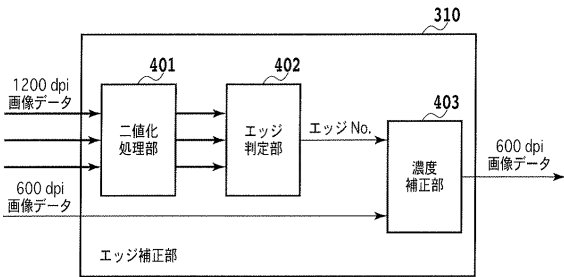 310
401
402
403
1200 dpi
画像データ
二値化
処理部
エッジ
判定部
エッジ No.
濃度
補正部
600 dpi
画像データ
600 dpi
画像データ
エッジ補正部